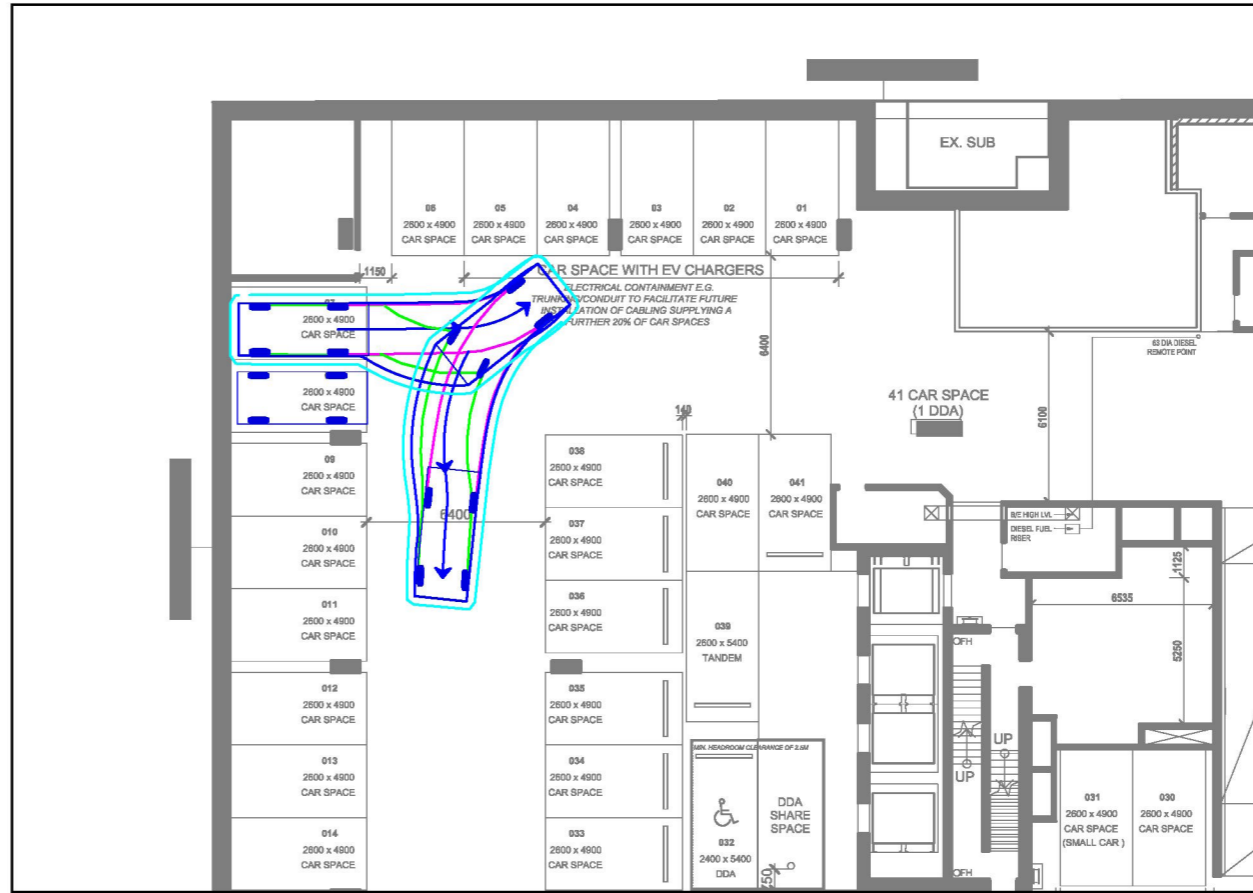 EX. SUB
06
2600 x 4900
CAR SPACE
05
2600 x 4900
CAR SPACE
04
2600 x 4900
CAR SPACE
03
2600 x 4900
CAR SPACE
02
2600 x 4900
CAR SPACE
01
2600 x 4900
CAR SPACE
1150
CAR SPACE WITH EV CHARGERS
ELECTRICAL CONTAINMENT E.G.
TRUNKING/CONDUIT TO FACILITATE FUTURE
INSTALLATION OF CABLING SUPPLYING A
FURTHER 20% OF CAR SPACES
07
2600 x 4900
CAR SPACE
2600 x 4900
CAR SPACE
6400
63 DIA DIESEL
REMOTE POINT
41 CAR SPACE
(1 DDA)
6100
140
09
2600 x 4900
CAR SPACE
010
2600 x 4900
CAR SPACE
011
2600 x 4900
CAR SPACE
012
2600 x 4900
CAR SPACE
013
2600 x 4900
CAR SPACE
014
2600 x 4900
CAR SPACE
6400
038
2600 x 4900
CAR SPACE
037
2600 x 4900
CAR SPACE
036
2600 x 4900
CAR SPACE
035
2600 x 4900
CAR SPACE
034
2600 x 4900
CAR SPACE
033
2600 x 4900
CAR SPACE
040
2600 x 4900
CAR SPACE
041
2600 x 4900
CAR SPACE
039
2600 x 5400
TANDEM
MIN. HEADROOM CLEARANCE OF 2.5M
032
2400 x 5400
DDA
DDA
SHARE
SPACE
750
B/E HIGH LVL
DIESEL FUEL
RISER
1125
6535
5250
FH
UP
UP
FH
031
2600 x 4900
CAR SPACE
(SMALL CAR )
030
2600 x 4900
CAR SPACE